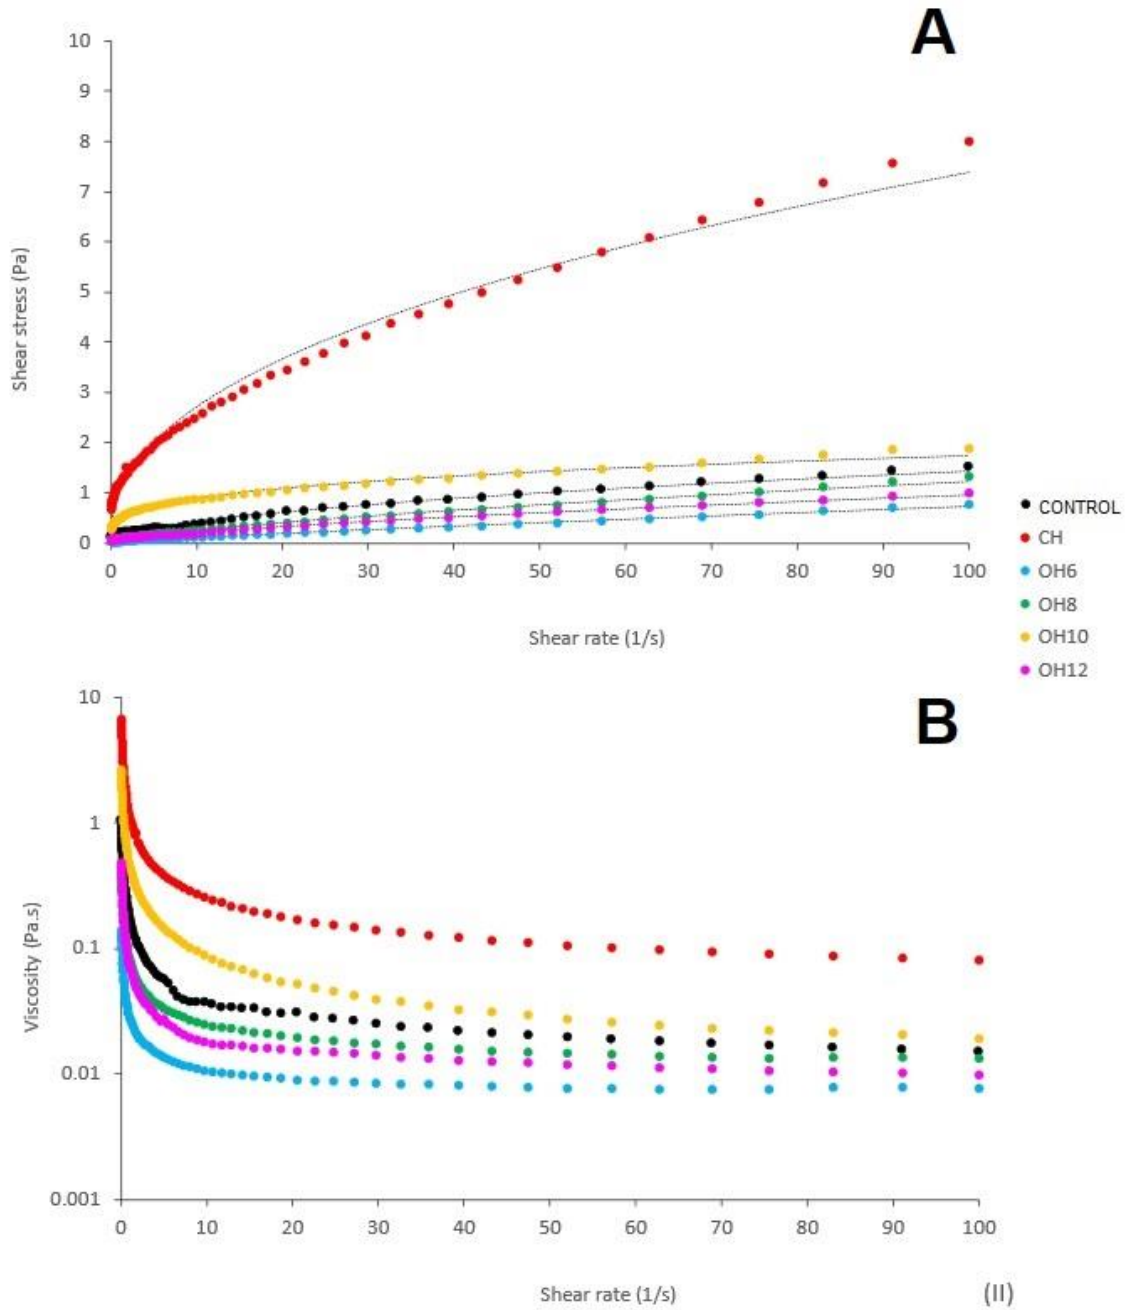 A
10
9
8
7
6
5
4
3
2
1
0
Shear stress (Pa)
0 10 20 30 40 50 60 70 80 90 100
Shear rate (1/s)
CONTROL
CH
OH6
OH8
OH10
OH12
B
10
1
0.1
0.01
0.001
Viscosity (Pa.s)
0 10 20 30 40 50 60 70 80 90 100
Shear rate (1/s)
(II)